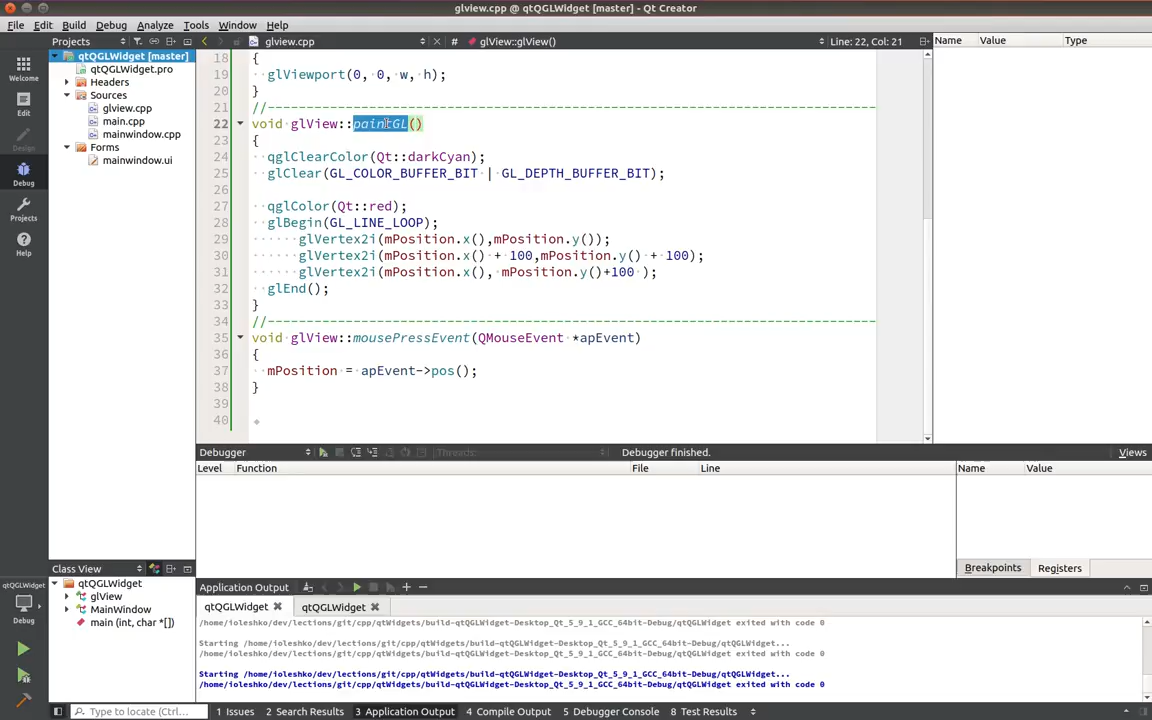 glview.cpp @ qtQGLWidget [master] - Qt Creator
File Edit Build Debug Analyze Tools Window Help
Projects glview.cpp # glView::glView() Line: 22, Col: 21 Name Value Type
Welcome
Edit
Design
Debug
Projects
Help
qtQGLWidget [master]
qtQGLWidget.pro
Headers
Sources
glview.cpp
main.cpp
mainwindow.cpp
Forms
mainwindow.ui
18 {
19 glViewport(0, 0, w, h);
20 }
21 //------------------------------------------------------------------------------
22 void glView::paintGL()
23 {
24 qglClearColor(Qt::darkCyan);
25 glClear(GL_COLOR_BUFFER_BIT | GL_DEPTH_BUFFER_BIT);
26
27 qglColor(Qt::red);
28 glBegin(GL_LINE_LOOP);
29 glVertex2i(mPosition.x(),mPosition.y());
30 glVertex2i(mPosition.x() + 100,mPosition.y() + 100);
31 glVertex2i(mPosition.x(), mPosition.y()+100 );
32 glEnd();
33 }
34 //------------------------------------------------------------------------------
35 void glView::mousePressEvent(QMouseEvent *apEvent)
36 {
37 mPosition = apEvent->pos();
38 }
39
40
Debugger Threads: Debugger finished. Views
Level Function File Line Name Value
Breakpoints Registers
Class View
qtQGLWidget
glView
MainWindow
main (int, char *[])
qtQGLWidget
Debug
Application Output
qtQGLWidget qtQGLWidget
/home/ioleshko/dev/lections/git/cpp/qtWidgets/build-qtQGLWidget-Desktop_Qt_5_9_1_GCC_64bit-Debug/qtQGLWidget exited with code 0
Starting /home/ioleshko/dev/lections/git/cpp/qtWidgets/build-qtQGLWidget-Desktop_Qt_5_9_1_GCC_64bit-Debug/qtQGLWidget...
/home/ioleshko/dev/lections/git/cpp/qtWidgets/build-qtQGLWidget-Desktop_Qt_5_9_1_GCC_64bit-Debug/qtQGLWidget exited with code 0
Starting /home/ioleshko/dev/lections/git/cpp/qtWidgets/build-qtQGLWidget-Desktop_Qt_5_9_1_GCC_64bit-Debug/qtQGLWidget...
/home/ioleshko/dev/lections/git/cpp/qtWidgets/build-qtQGLWidget-Desktop_Qt_5_9_1_GCC_64bit-Debug/qtQGLWidget exited with code 0
Type to locate (Ctrl... 1 Issues 2 Search Results 3 Application Output 4 Compile Output 5 Debugger Console 8 Test Results